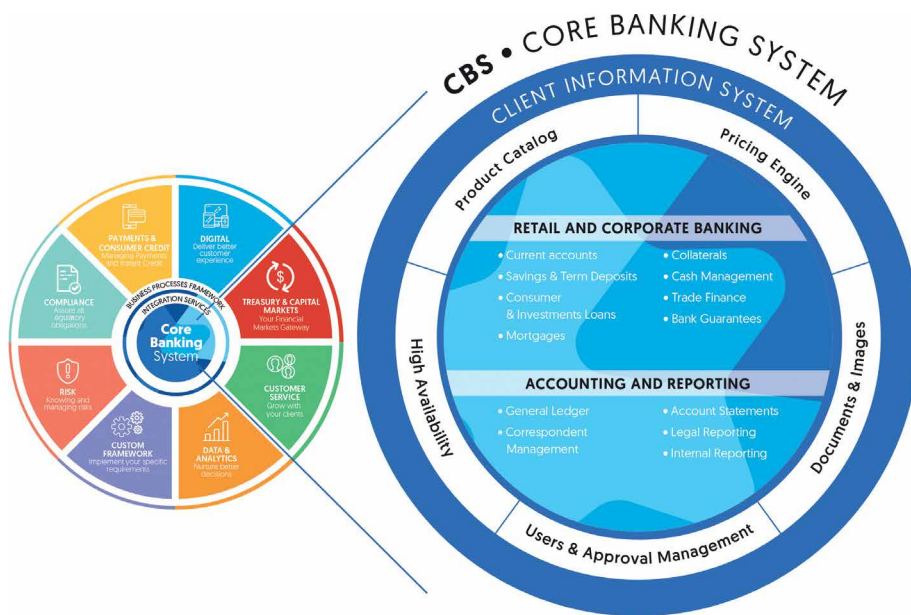 CBS • CORE BANKING SYSTEM
CLIENT INFORMATION SYSTEM
Product Catalog
Pricing Engine
High Availability
Documents & Images
Users & Approval Management
RETAIL AND CORPORATE BANKING
• Current accounts
• Savings & Term Deposits
• Consumer
& Investments Loans
• Mortgages
• Collaterals
• Cash Management
• Trade Finance
• Bank Guarantees
ACCOUNTING AND REPORTING
• General Ledger
• Correspondent
Management
• Account Statements
• Legal Reporting
• Internal Reporting
PAYMENTS &
CONSUMER CREDIT
Managing Payments
and Instant Credit
DIGITAL
Deliver better
customer
experience
TREASURY & CAPITAL
MARKETS
Your Financial
Markets Gateway
CUSTOMER
SERVICE
Grow with
your clients
DATA &
ANALYTICS
Nurture better
decisions
CUSTOM
FRAMEWORK
Implement your specific
requirements
RISK
Knowing and
managing risks
COMPLIANCE
Assure all
egulatory
obligations
BUSINESS PROCESSES FRAMEWORK
INTEGRATION SERVICES
Core
Banking
System